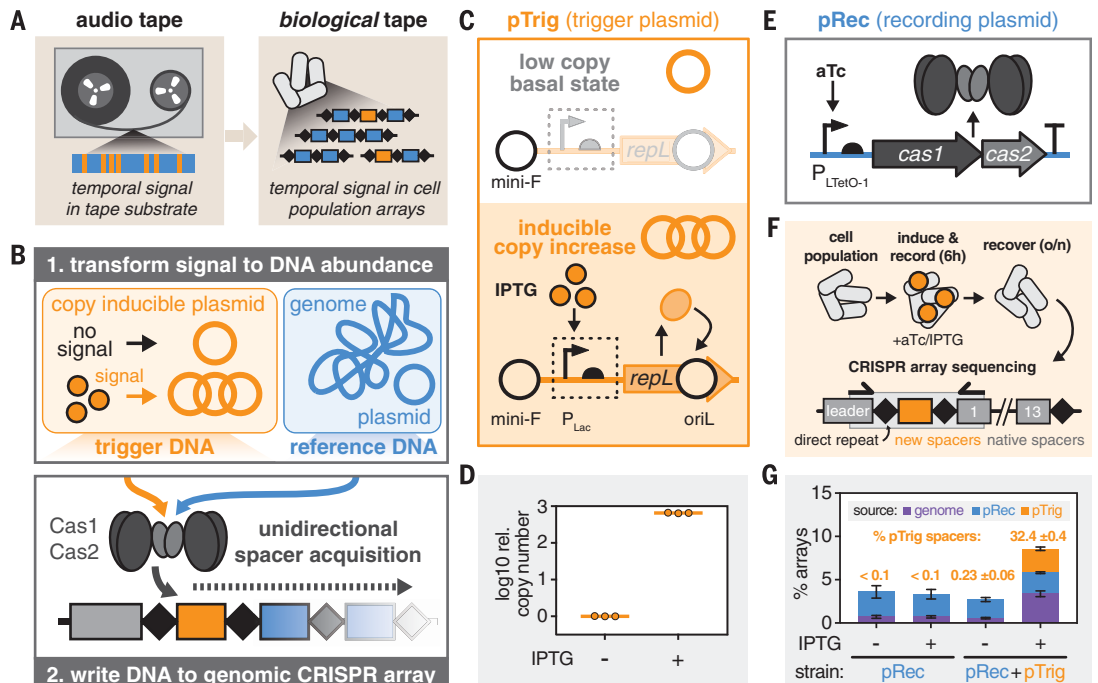 A
audio tape
biological tape
temporal signal
in tape substrate
temporal signal in cell
population arrays
B
1. transform signal to DNA abundance
copy inducible plasmid
no
signal
signal
trigger DNA
genome
plasmid
reference DNA
Cas1
Cas2
unidirectional
spacer acquisition
2. write DNA to genomic CRISPR array
C
pTrig (trigger plasmid)
low copy
basal state
repL
mini-F
inducible
copy increase
IPTG
repL
mini-F
PLac
oriL
D
log10 rel.
copy number
3
2
1
0
IPTG
-
+
E
pRec (recording plasmid)
aTc
cas1
cas2
PLTetO-1
F
cell
population
induce &
record (6h)
recover (o/n)
+aTc/IPTG
CRISPR array sequencing
leader
1
13
direct repeat
new spacers
native spacers
G
% arrays
15
10
5
0
source: genome pRec pTrig
% pTrig spacers:
32.4 ±0.4
< 0.1
< 0.1
0.23 ±0.06
IPTG
-
+
-
+
strain:
pRec
pRec+pTrig